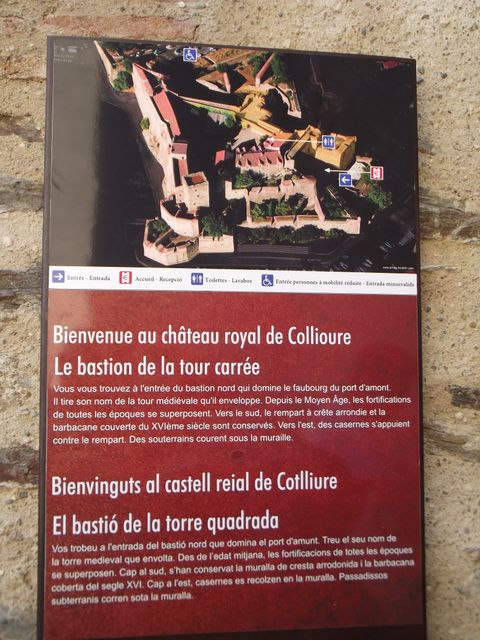 Entrée - Entrada
Accueil - Recepció
Toilettes - Lavabos
Entrée personnes à mobilité réduite - Entrada minusvalids
Bienvenue au château royal de Collioure
Le bastion de la tour carrée
Vous vous trouvez à l'entrée du bastion nord qui domine le faubourg du port d'amont.
Il tire son nom de la tour médiévale qu'il enveloppe. Depuis le Moyen Âge, les fortifications
de toutes les époques se superposent. Vers le sud, le rempart à crête arrondie et la
barbacane couverte du XVIème siècle sont conservés. Vers l'est, des casernes s'appuient
contre le rempart. Des souterrains courent sous la muraille.
Bienvinguts al castell reial de Cotlliure
El bastió de la torre quadrada
Vos trobeu a l'entrada del bastió nord que domina el port d'amunt. Treu el seu nom de
la torre medieval que envolta. Des de l'edat mitjana, les fortificacions de totes les époques
se superposen. Cap al sud, s'han conservat la muralla de cresta arrodonida i la barbacana
coberta del segle XVI. Cap a l'est, casernes es recolzen en la muralla. Passadissos
subterranis corren sota la muralla.